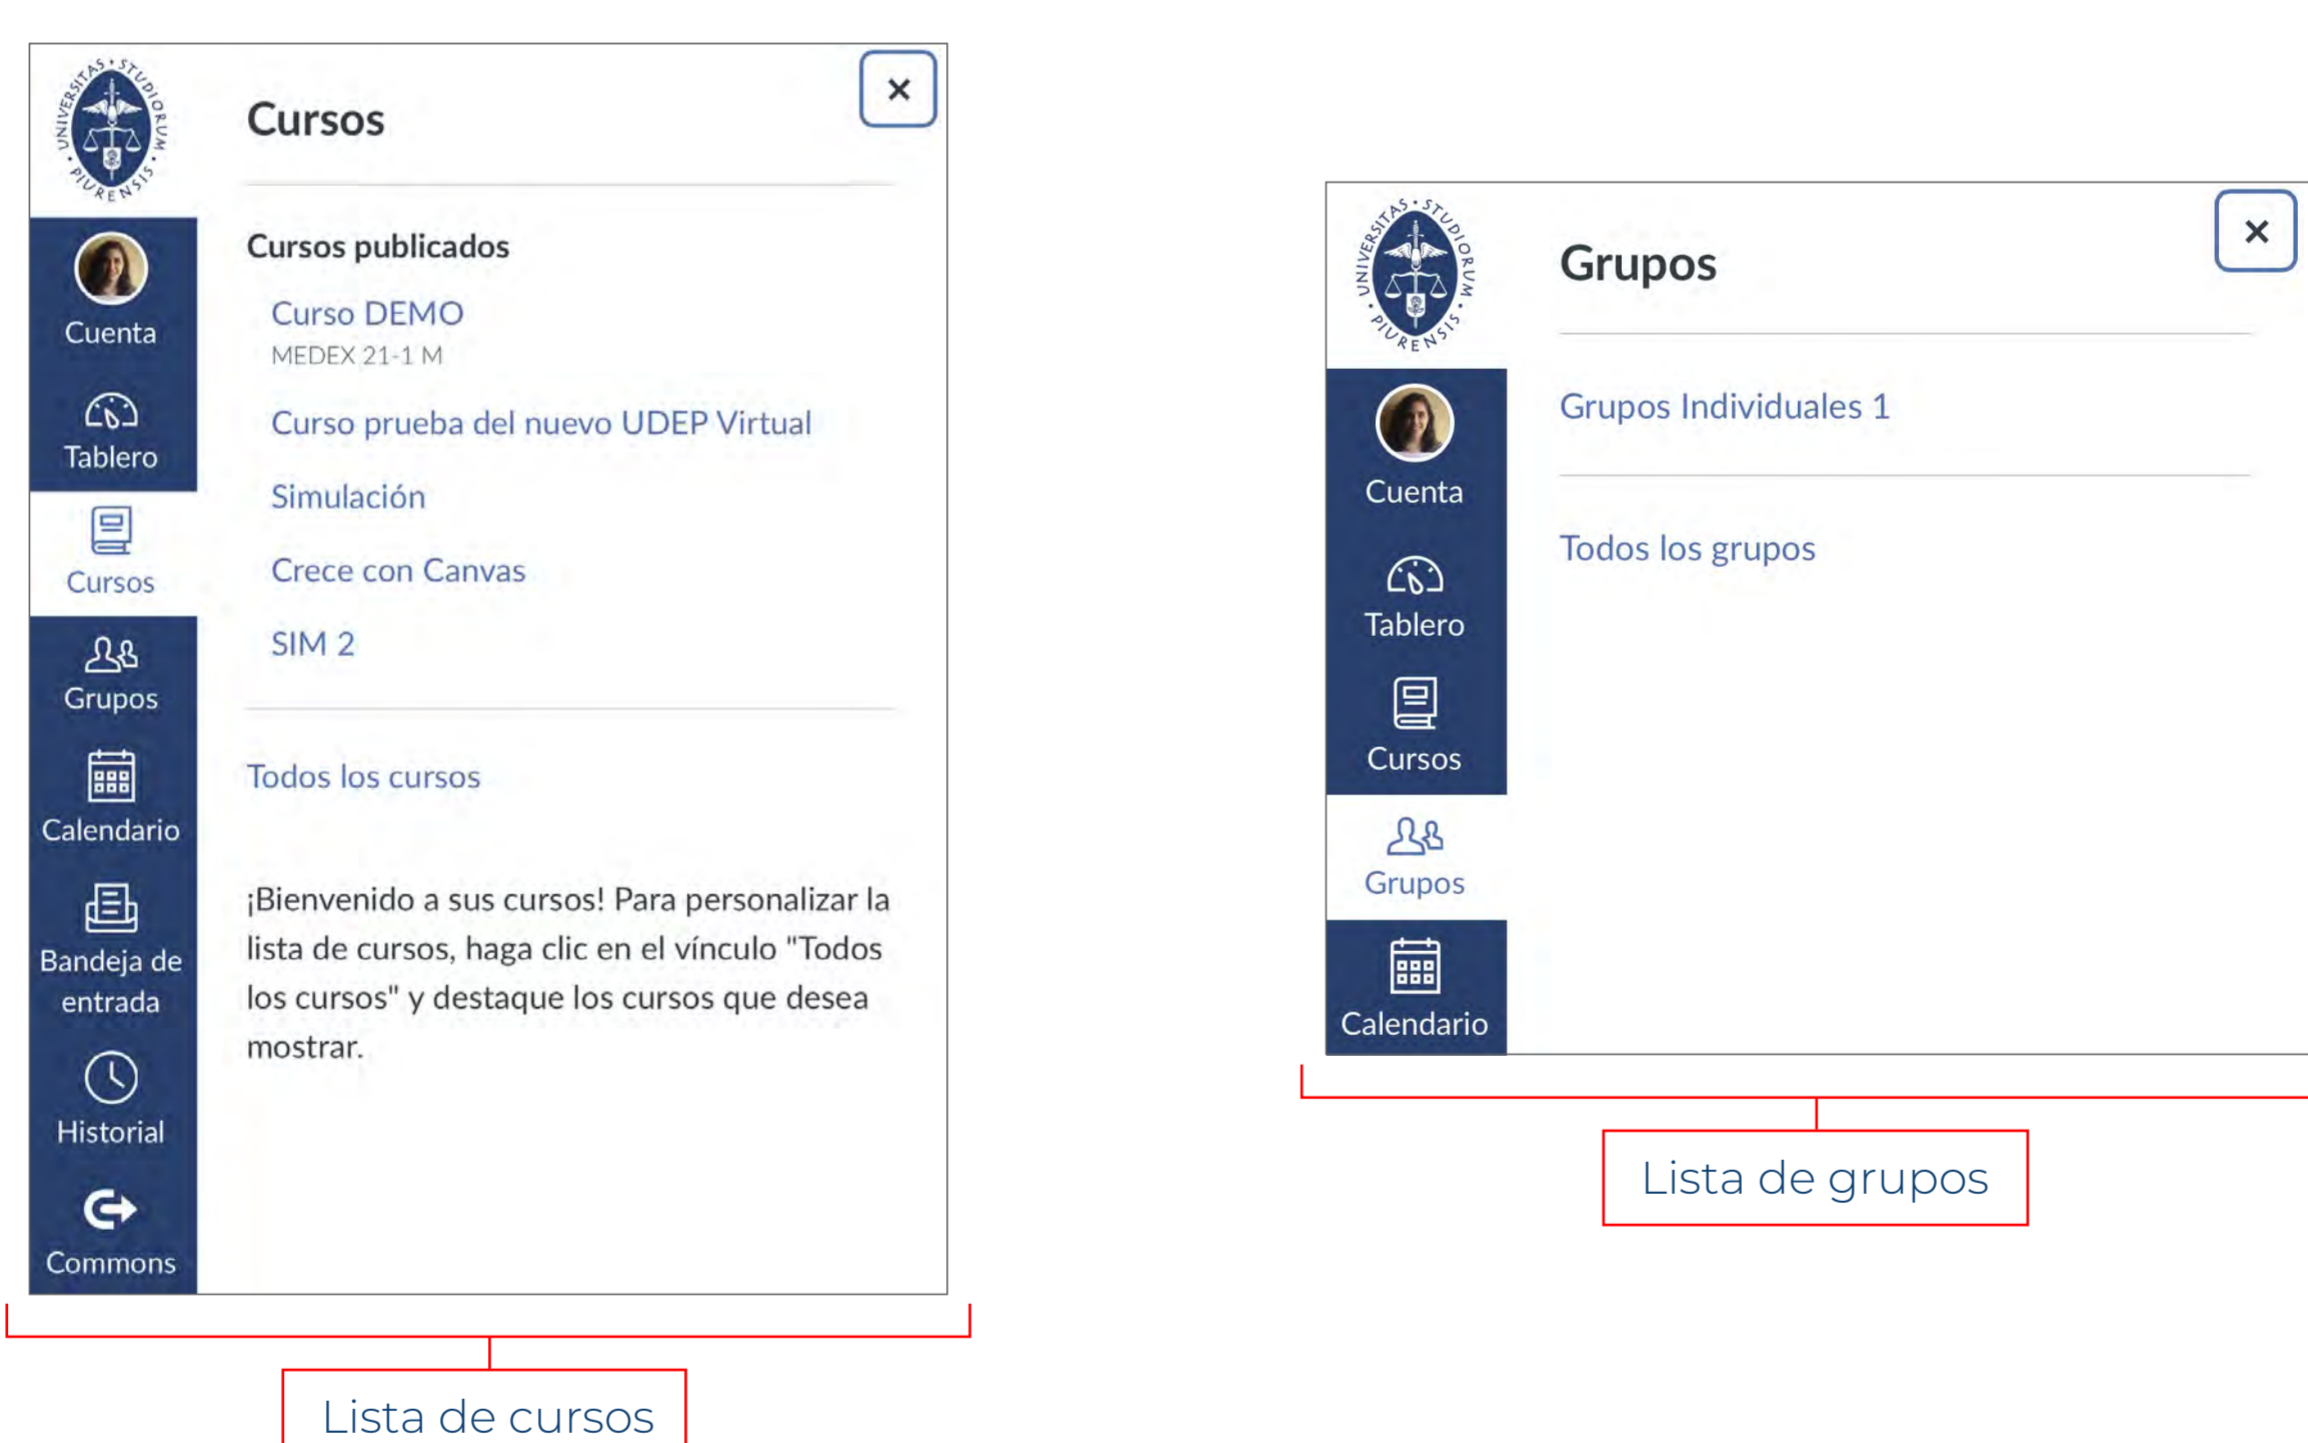 UNIVERSITAS · STUDIORUM · PIURENSIS ·
Cuenta
Tablero
Cursos
Grupos
Calendario
Bandeja de
entrada
Historial
Commons
Cursos
×
Cursos publicados
Curso DEMO
MEDEX 21-1 M
Curso prueba del nuevo UDEP Virtual
Simulación
Crece con Canvas
SIM 2
Todos los cursos
¡Bienvenido a sus cursos! Para personalizar la
lista de cursos, haga clic en el vínculo "Todos
los cursos" y destaque los cursos que desea
mostrar.
Lista de cursos
UNIVERSITAS · STUDIORUM · PIURENSIS ·
Cuenta
Tablero
Cursos
Grupos
Calendario
Grupos
×
Grupos Individuales 1
Todos los grupos
Lista de grupos